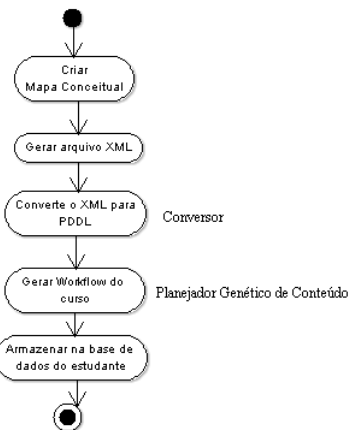 Criar
Mapa Conceitual
Gerar arquivo XML
Converte o XML para
PDDL
Conversor
Gerar Workflow do
curso
Planejador Genético de Conteúdo
Armazenar na base de
dados do estudante